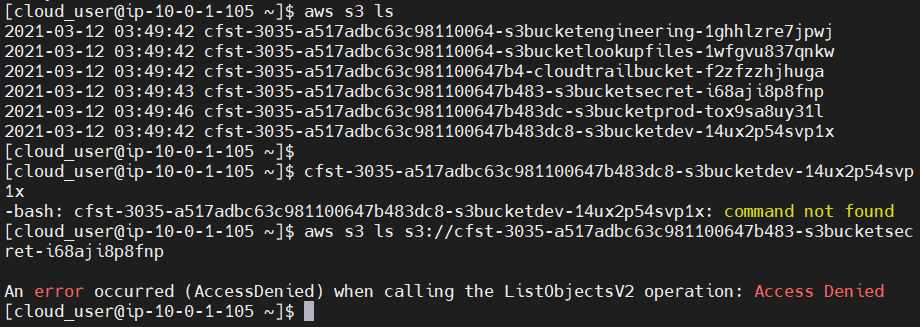 [cloud_user@ip-10-0-1-105 ~]$ aws s3 ls
2021-03-12 03:49:42 cfst-3035-a517adbc63c98110064-s3bucketengineering-1ghhlzre7jpwj
2021-03-12 03:49:42 cfst-3035-a517adbc63c98110064-s3bucketlookupfiles-1wfgvu837qnkw
2021-03-12 03:49:42 cfst-3035-a517adbc63c981100647b4-cloudtrailbucket-f2zfzzhjhuga
2021-03-12 03:49:43 cfst-3035-a517adbc63c981100647b483-s3bucketsecret-i68aji8p8fnp
2021-03-12 03:49:46 cfst-3035-a517adbc63c981100647b483dc-s3bucketprod-tox9sa8uy31l
2021-03-12 03:49:42 cfst-3035-a517adbc63c981100647b483dc8-s3bucketdev-14ux2p54svp1x
[cloud_user@ip-10-0-1-105 ~]$
[cloud_user@ip-10-0-1-105 ~]$ cfst-3035-a517adbc63c981100647b483dc8-s3bucketdev-14ux2p54svp
1x
-bash: cfst-3035-a517adbc63c981100647b483dc8-s3bucketdev-14ux2p54svp1x: command not found
[cloud_user@ip-10-0-1-105 ~]$ aws s3 ls s3://cfst-3035-a517adbc63c981100647b483-s3bucketsec
ret-i68aji8p8fnp
An error occurred (AccessDenied) when calling the ListObjectsV2 operation: Access Denied
[cloud_user@ip-10-0-1-105 ~]$